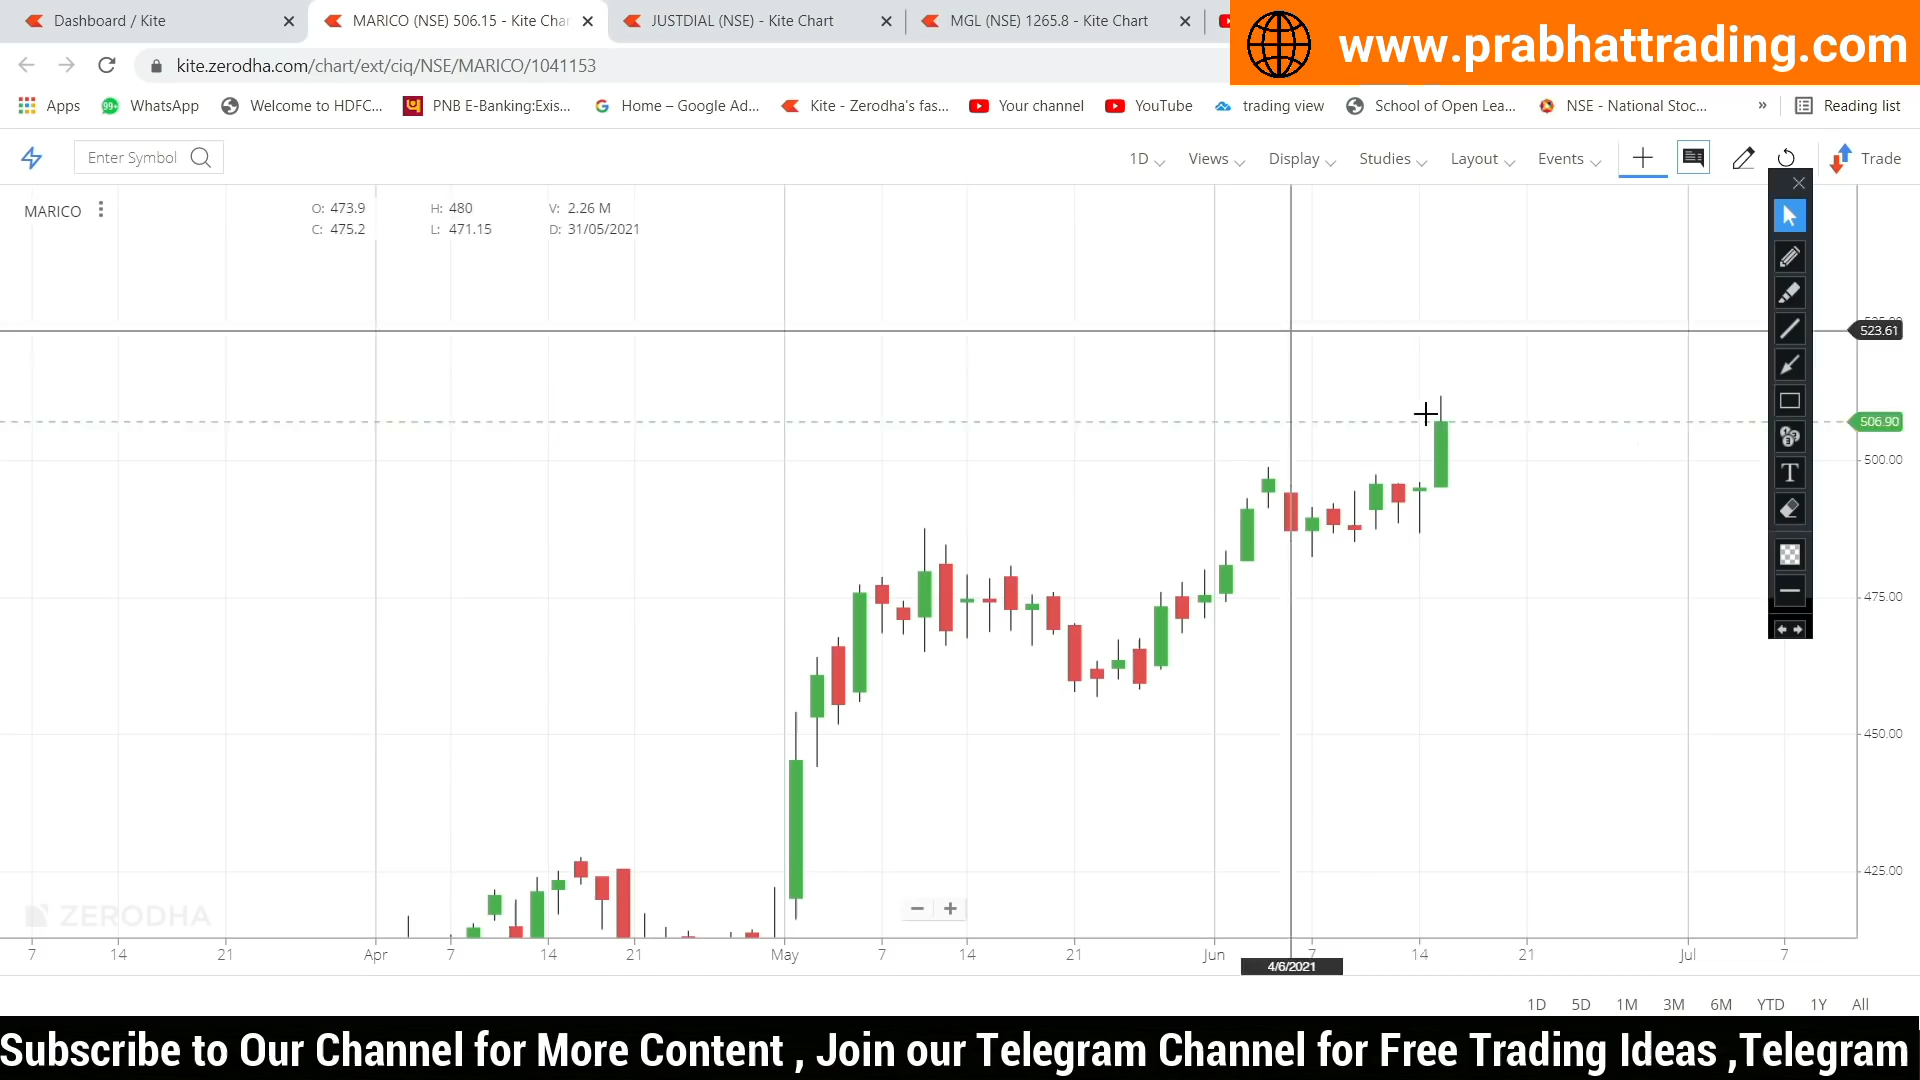 Dashboard / Kite
MARICO (NSE) 506.15 - Kite Char
JUSTDIAL (NSE) - Kite Chart
MGL (NSE) 1265.8 - Kite Chart
www.prabhattrading.com
kite.zerodha.com/chart/ext/ciq/NSE/MARICO/1041153
Apps
99+
WhatsApp
Welcome to HDFC...
PNB E-Banking:Exis...
Home – Google Ad...
Kite - Zerodha's fas...
Your channel
YouTube
trading view
School of Open Lea...
NSE - National Stoc...
»
Reading list
Enter Symbol
1D
Views
Display
Studies
Layout
Events
Trade
MARICO
O: 473.9
H: 480
V: 2.26 M
C: 475.2
L: 471.15
D: 31/05/2021
523.61
506.90
500.00
475.00
450.00
425.00
T
ZERODHA
− +
7 14 21 Apr 7 14 21 May 7 14 21 Jun 7 14 21 Jul 7
4/6/2021
1D 5D 1M 3M 6M YTD 1Y All
Subscribe to Our Channel for More Content , Join our Telegram Channel for Free Trading Ideas ,Telegram